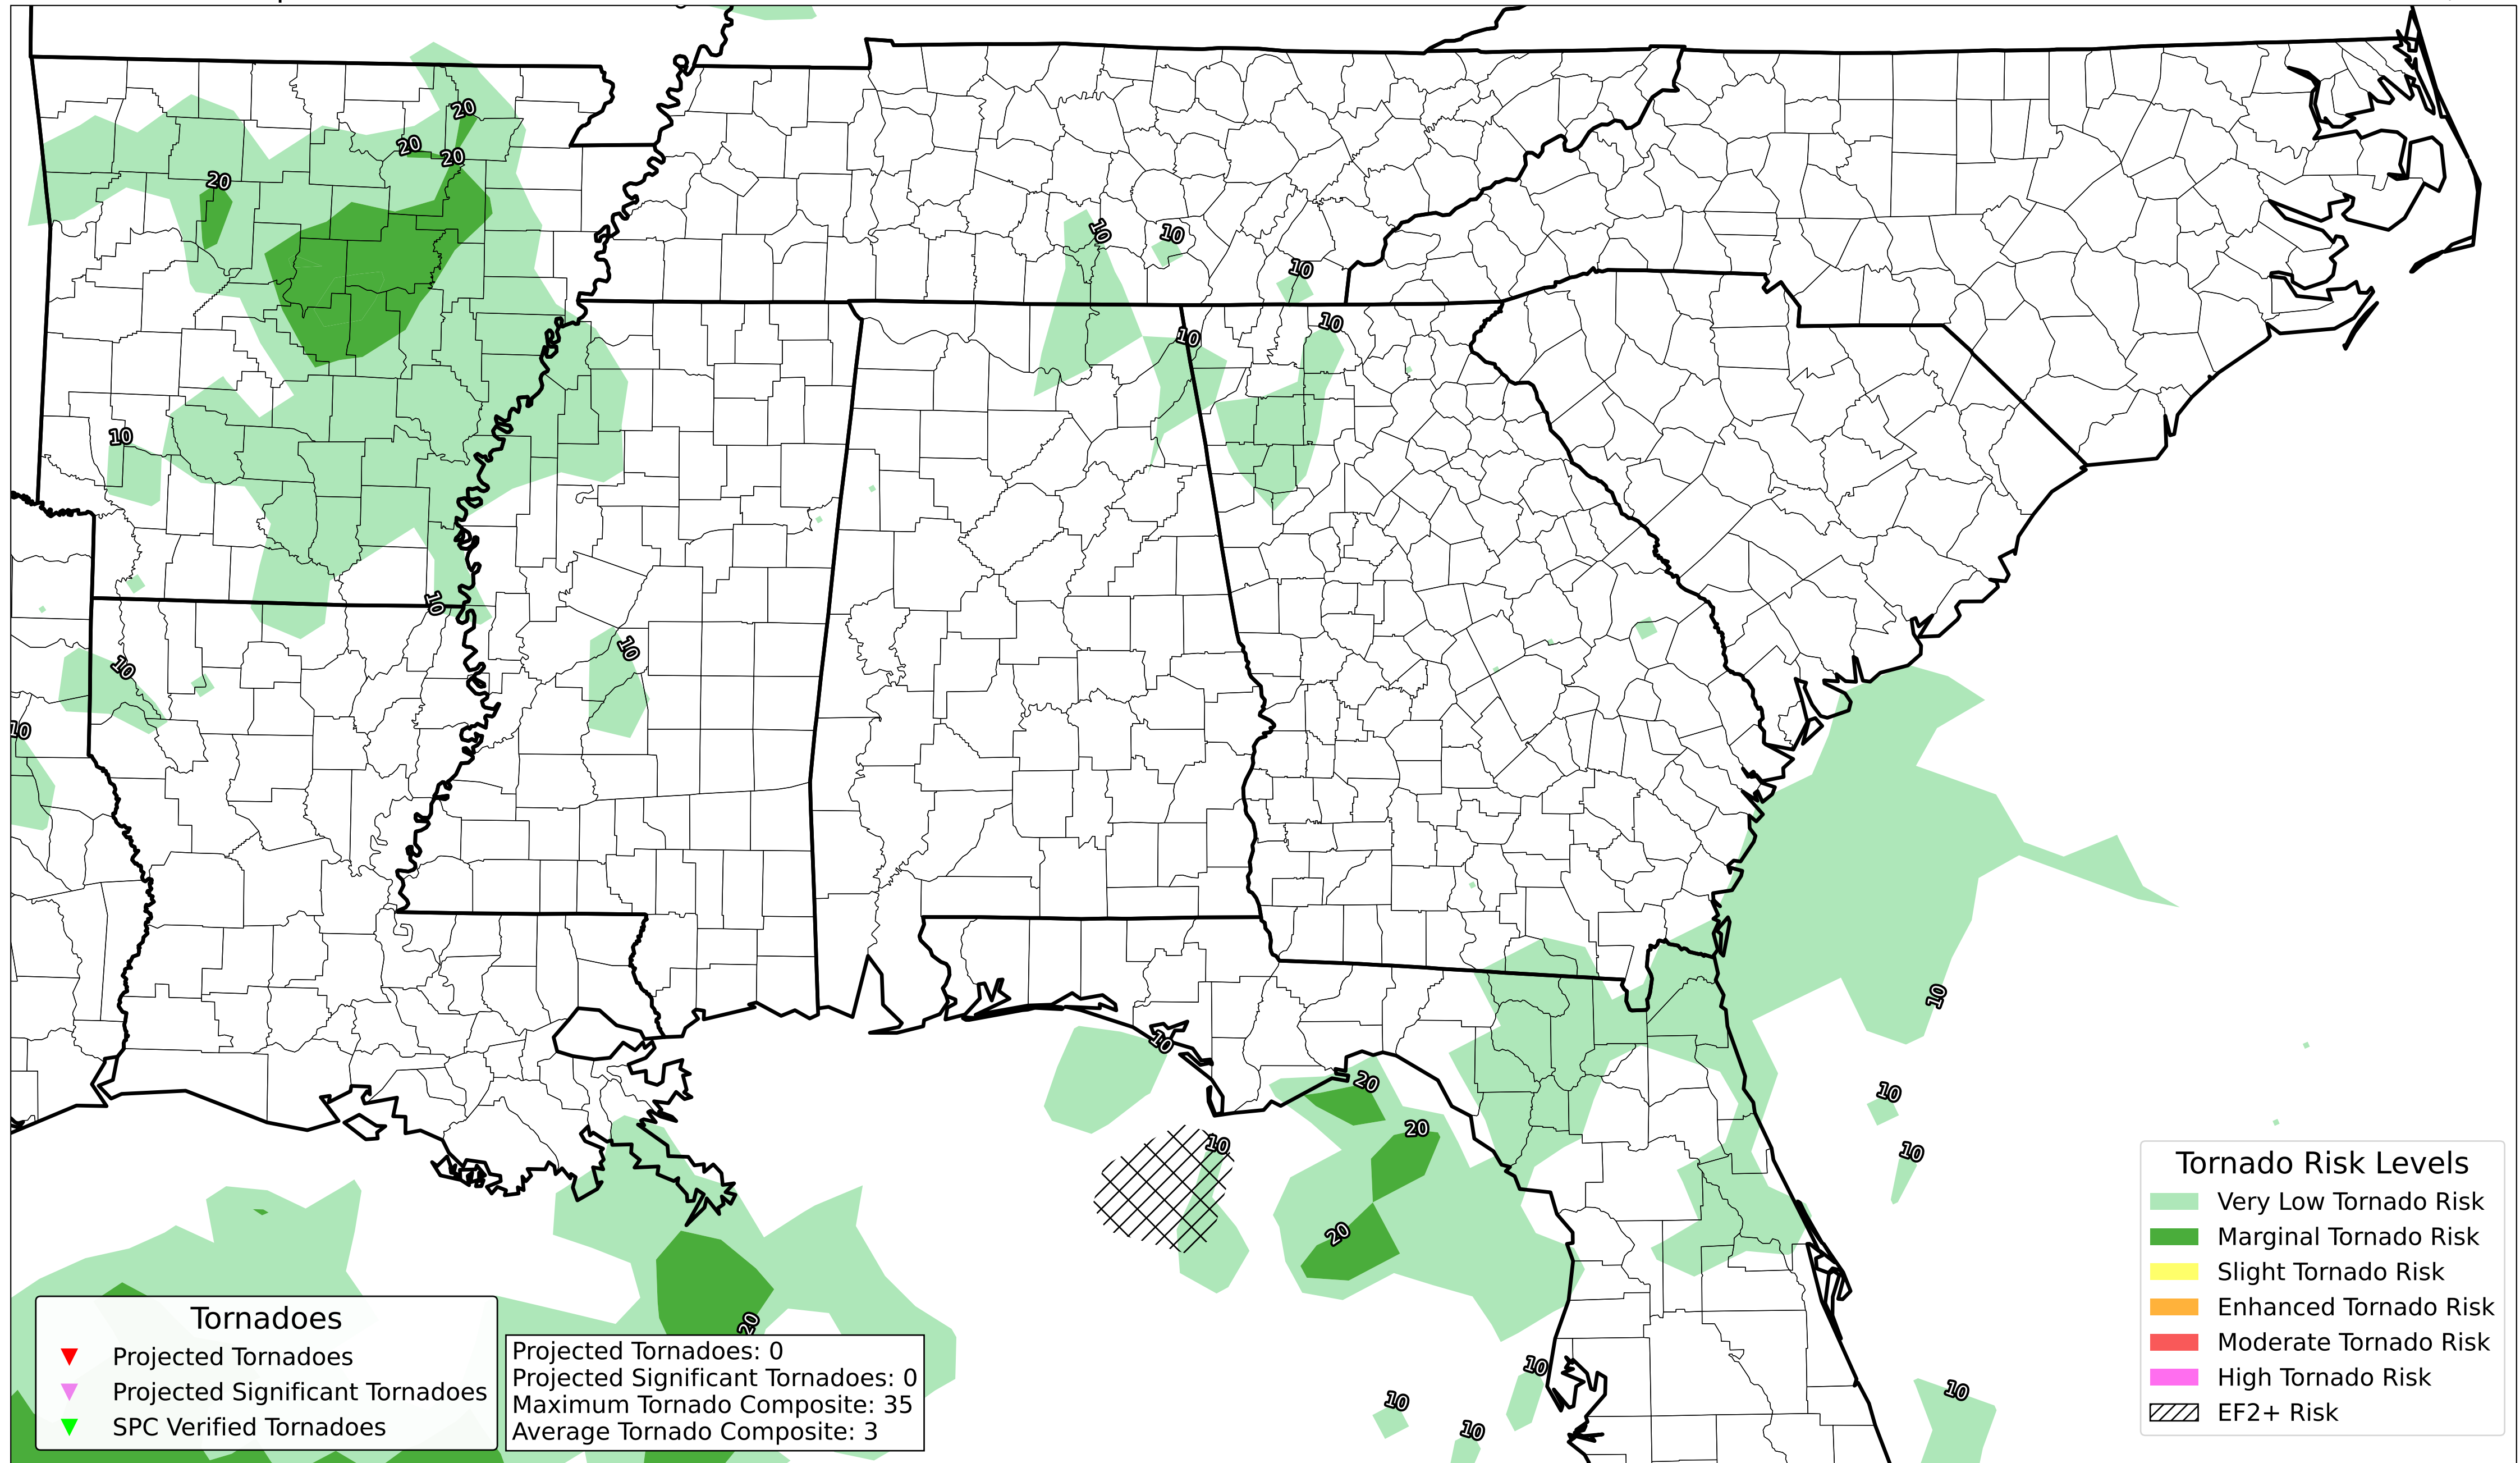 20
20
20
20
10
10
10
10
10
10
10
10
10
10
10
10
20
20
20
10
10
10
10
20
10
10
10
10
Tornadoes
Projected Tornadoes
Projected Significant Tornadoes
SPC Verified Tornadoes
Projected Tornadoes: 0
Projected Significant Tornadoes: 0
Maximum Tornado Composite: 35
Average Tornado Composite: 3
Tornado Risk Levels
Very Low Tornado Risk
Marginal Tornado Risk
Slight Tornado Risk
Enhanced Tornado Risk
Moderate Tornado Risk
High Tornado Risk
EF2+ Risk